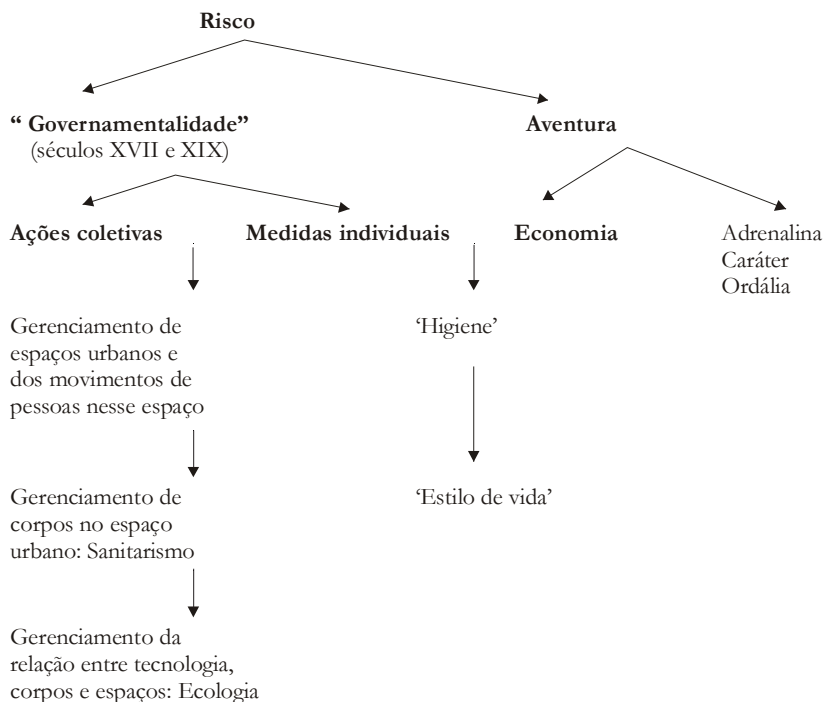 Risco
“ Governamentalidade”
(séculos XVII e XIX)
Aventura
Ações coletivas
Medidas individuais
Economia
Adrenalina
Caráter
Ordália
Gerenciamento de
espaços urbanos e
dos movimentos de
pessoas nesse espaço
‘Higiene’
Gerenciamento de
corpos no espaço
urbano: Sanitarismo
‘Estilo de vida’
Gerenciamento da
relação entre tecnologia,
corpos e espaços: Ecologia